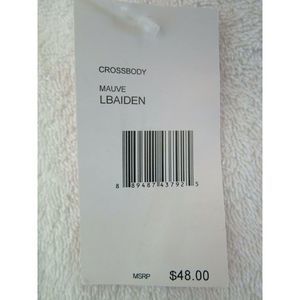 CROSSBODY
MAUVE
LBAIDEN
8 89487 43792 5
MSRP $48.00